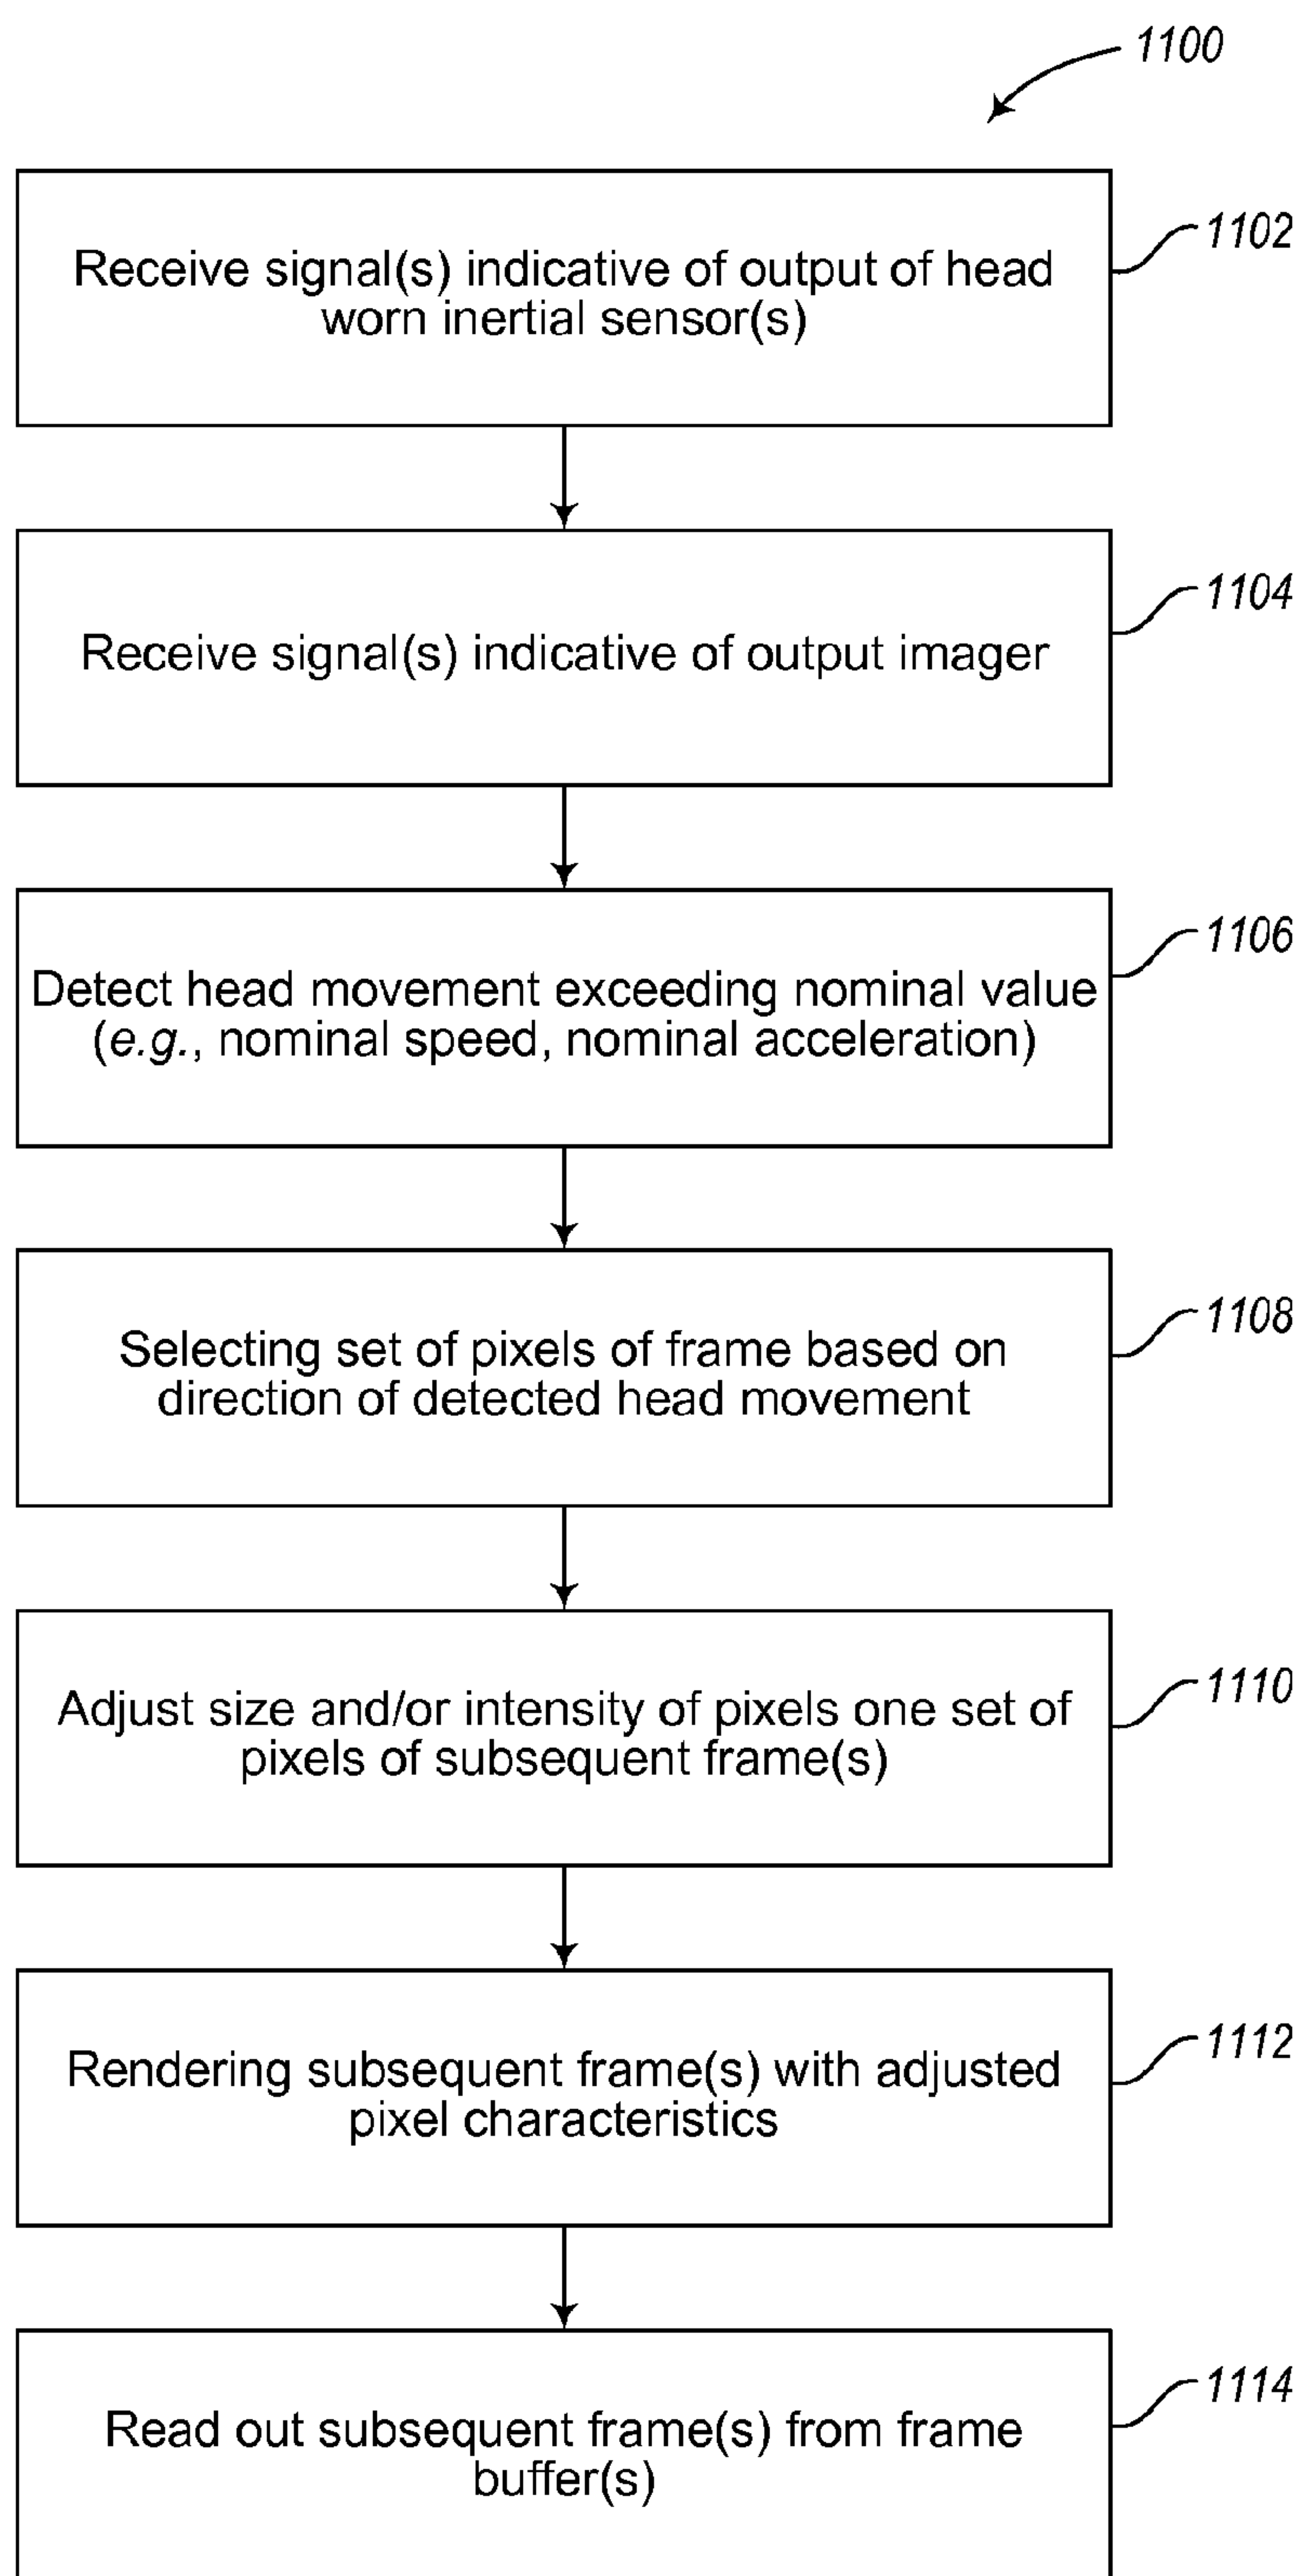 1100
Receive signal(s) indicative of output of head
worn inertial sensor(s)
1102
Receive signal(s) indicative of output imager
1104
Detect head movement exceeding nominal value
(e.g., nominal speed, nominal acceleration)
1106
Selecting set of pixels of frame based on
direction of detected head movement
1108
Adjust size and/or intensity of pixels one set of
pixels of subsequent frame(s)
1110
Rendering subsequent frame(s) with adjusted
pixel characteristics
1112
Read out subsequent frame(s) from frame
buffer(s)
1114